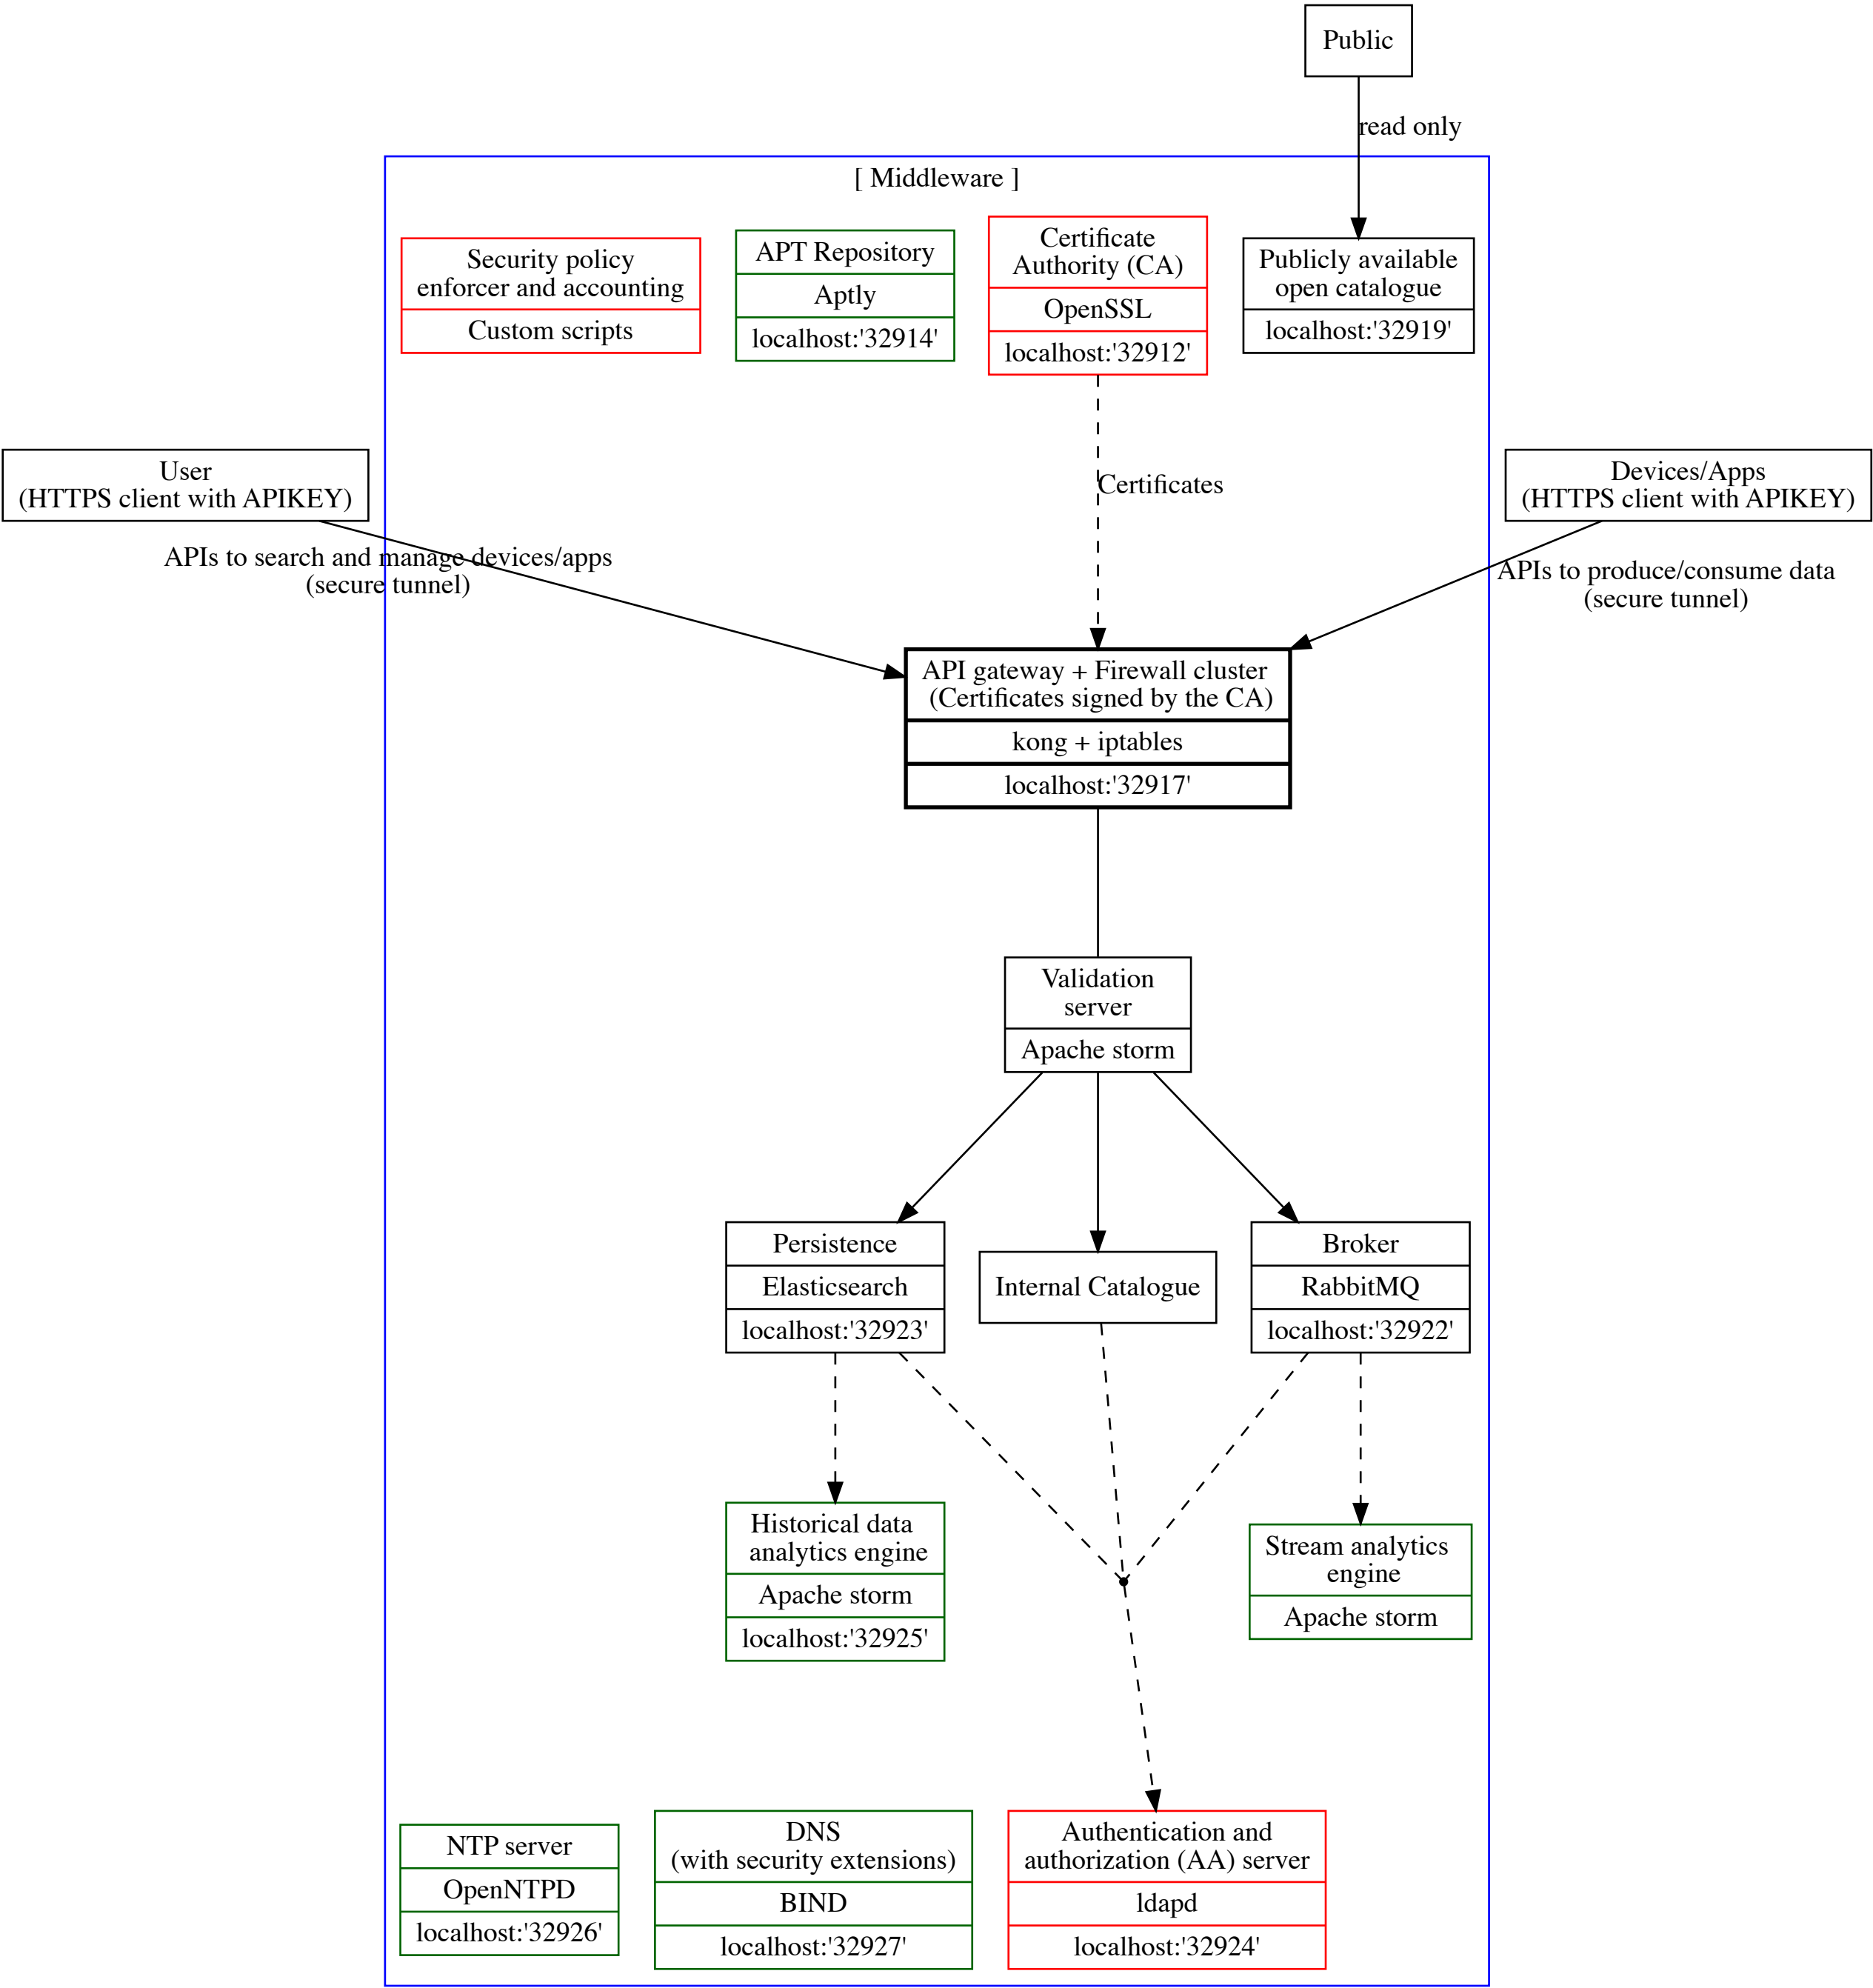 Public
read only
[ Middleware ]
Security policy
enforcer and accounting
Custom scripts
APT Repository
Aptly
localhost:'32914'
Certificate
Authority (CA)
OpenSSL
localhost:'32912'
Publicly available
open catalogue
localhost:'32919'
User
(HTTPS client with APIKEY)
Certificates
Devices/Apps
(HTTPS client with APIKEY)
APIs to search and manage devices/apps
(secure tunnel)
APIs to produce/consume data
(secure tunnel)
API gateway + Firewall cluster
(Certificates signed by the CA)
kong + iptables
localhost:'32917'
Validation
server
Apache storm
Persistence
Elasticsearch
localhost:'32923'
Internal Catalogue
Broker
RabbitMQ
localhost:'32922'
Historical data
analytics engine
Apache storm
localhost:'32925'
Stream analytics
engine
Apache storm
NTP server
OpenNTPD
localhost:'32926'
DNS
(with security extensions)
BIND
localhost:'32927'
Authentication and
authorization (AA) server
ldapd
localhost:'32924'